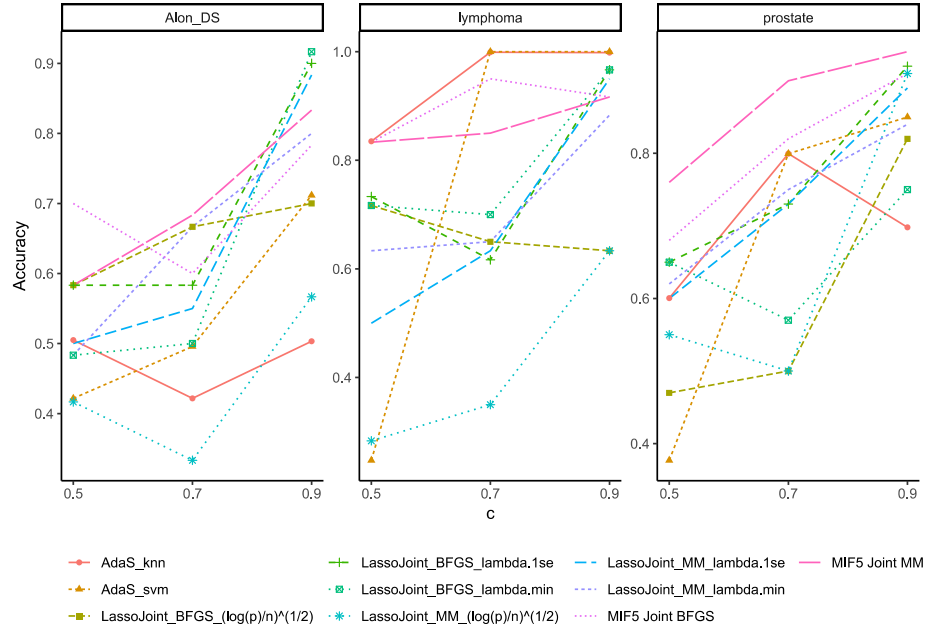 Alon_DS
lymphoma
prostate
Accuracy
0.9
0.8
0.7
0.6
0.5
0.4
0.5
0.7
0.9
1.0
0.8
0.6
0.4
0.5
0.7
0.9
0.8
0.6
0.4
0.5
0.7
0.9
c
AdaS_knn
LassoJoint_BFGS_lambda.1se
LassoJoint_MM_lambda.1se
MIF5 Joint MM
AdaS_svm
LassoJoint_BFGS_lambda.min
LassoJoint_MM_lambda.min
LassoJoint_BFGS_(log(p)/n)^(1/2)
LassoJoint_MM_(log(p)/n)^(1/2)
MIF5 Joint BFGS